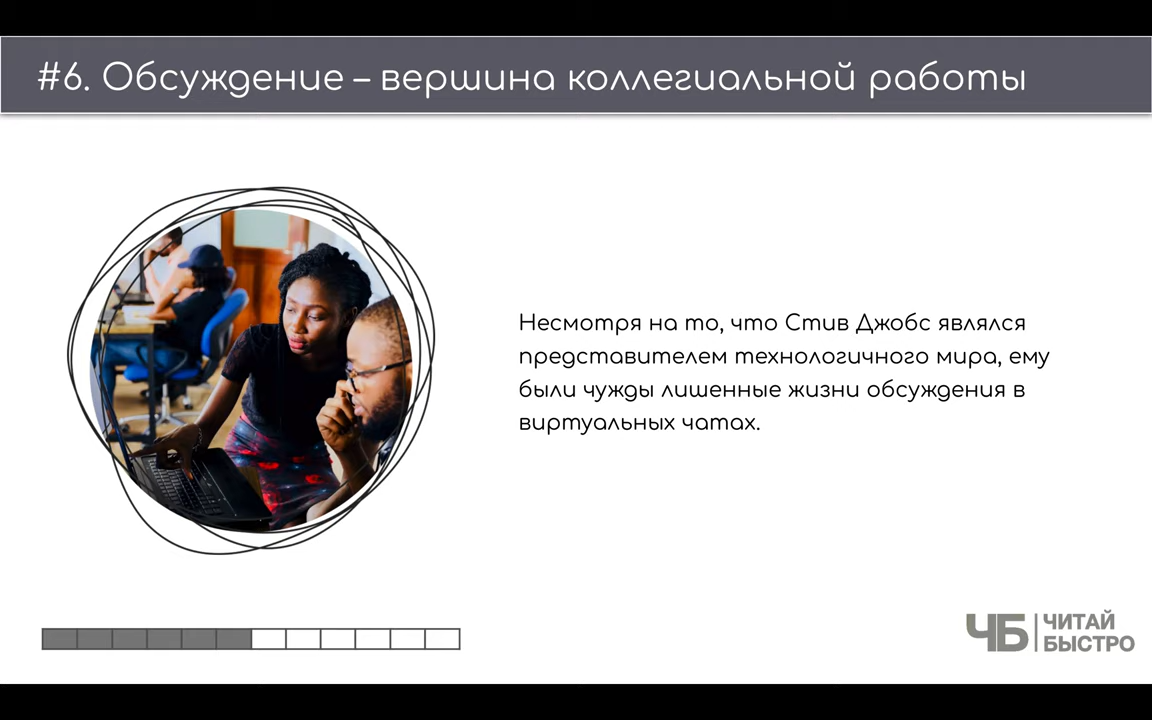 #6. Обсуждение – вершина коллегиальной работы
Несмотря на то, что Стив Джобс являлся
представителем технологичного мира, ему
были чужды лишенные жизни обсуждения в
виртуальных чатах.
ЧБ
ЧИТАЙ
БЫСТРО